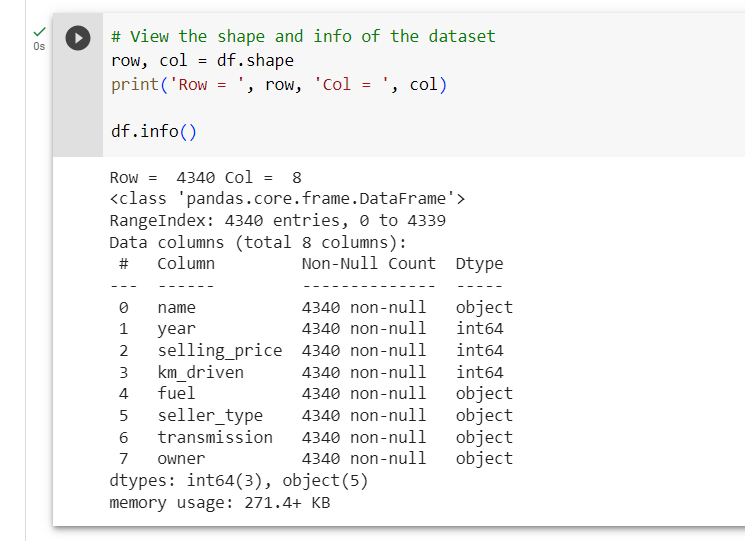 # View the shape and info of the dataset
0s
row, col = df.shape
print('Row = ', row, 'Col = ', col)
df.info()
Row =  4340 Col =  8
<class 'pandas.core.frame.DataFrame'>
RangeIndex: 4340 entries, 0 to 4339
Data columns (total 8 columns):
 #   Column         Non-Null Count  Dtype
---  ------         --------------  -----
 0   name           4340 non-null   object
 1   year           4340 non-null   int64
 2   selling_price  4340 non-null   int64
 3   km_driven      4340 non-null   int64
 4   fuel           4340 non-null   object
 5   seller_type    4340 non-null   object
 6   transmission   4340 non-null   object
 7   owner          4340 non-null   object
dtypes: int64(3), object(5)
memory usage: 271.4+ KB